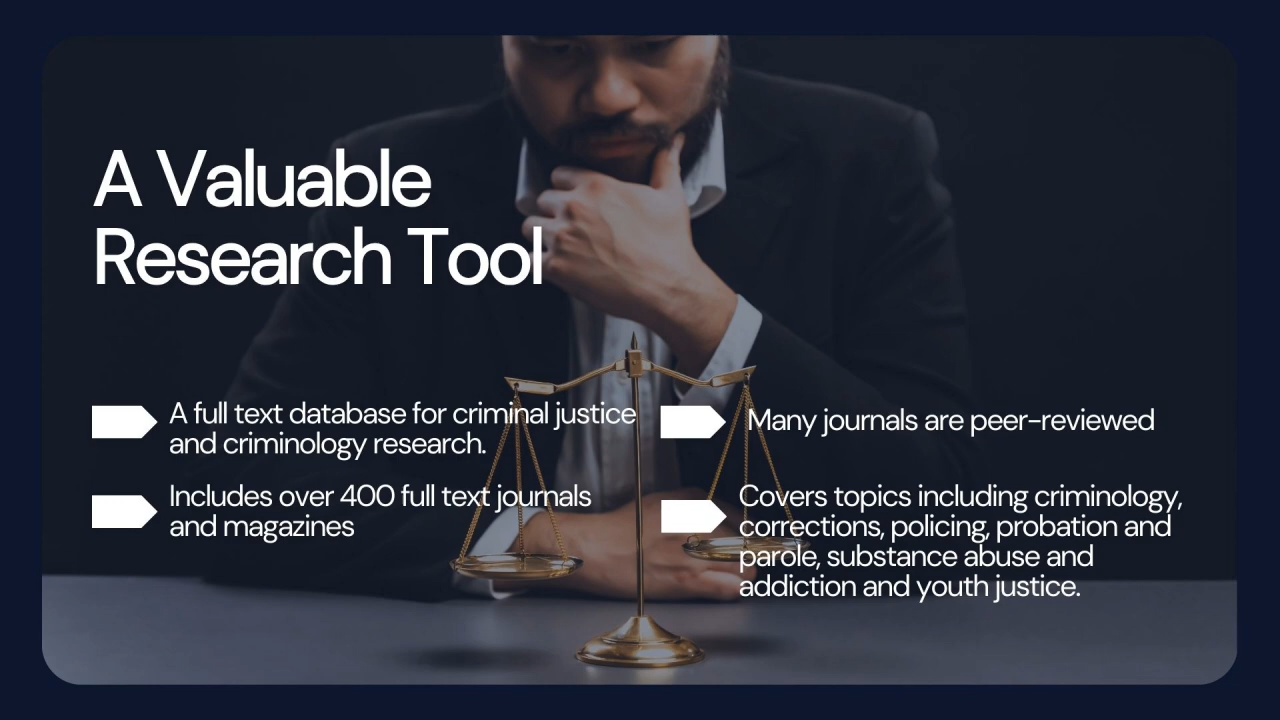 A Valuable
Research Tool
A full text database for criminal justice
and criminology research.
Includes over 400 full text journals
and magazines
Many journals are peer-reviewed
Covers topics including criminology,
corrections, policing, probation and
parole, substance abuse and
addiction and youth justice.